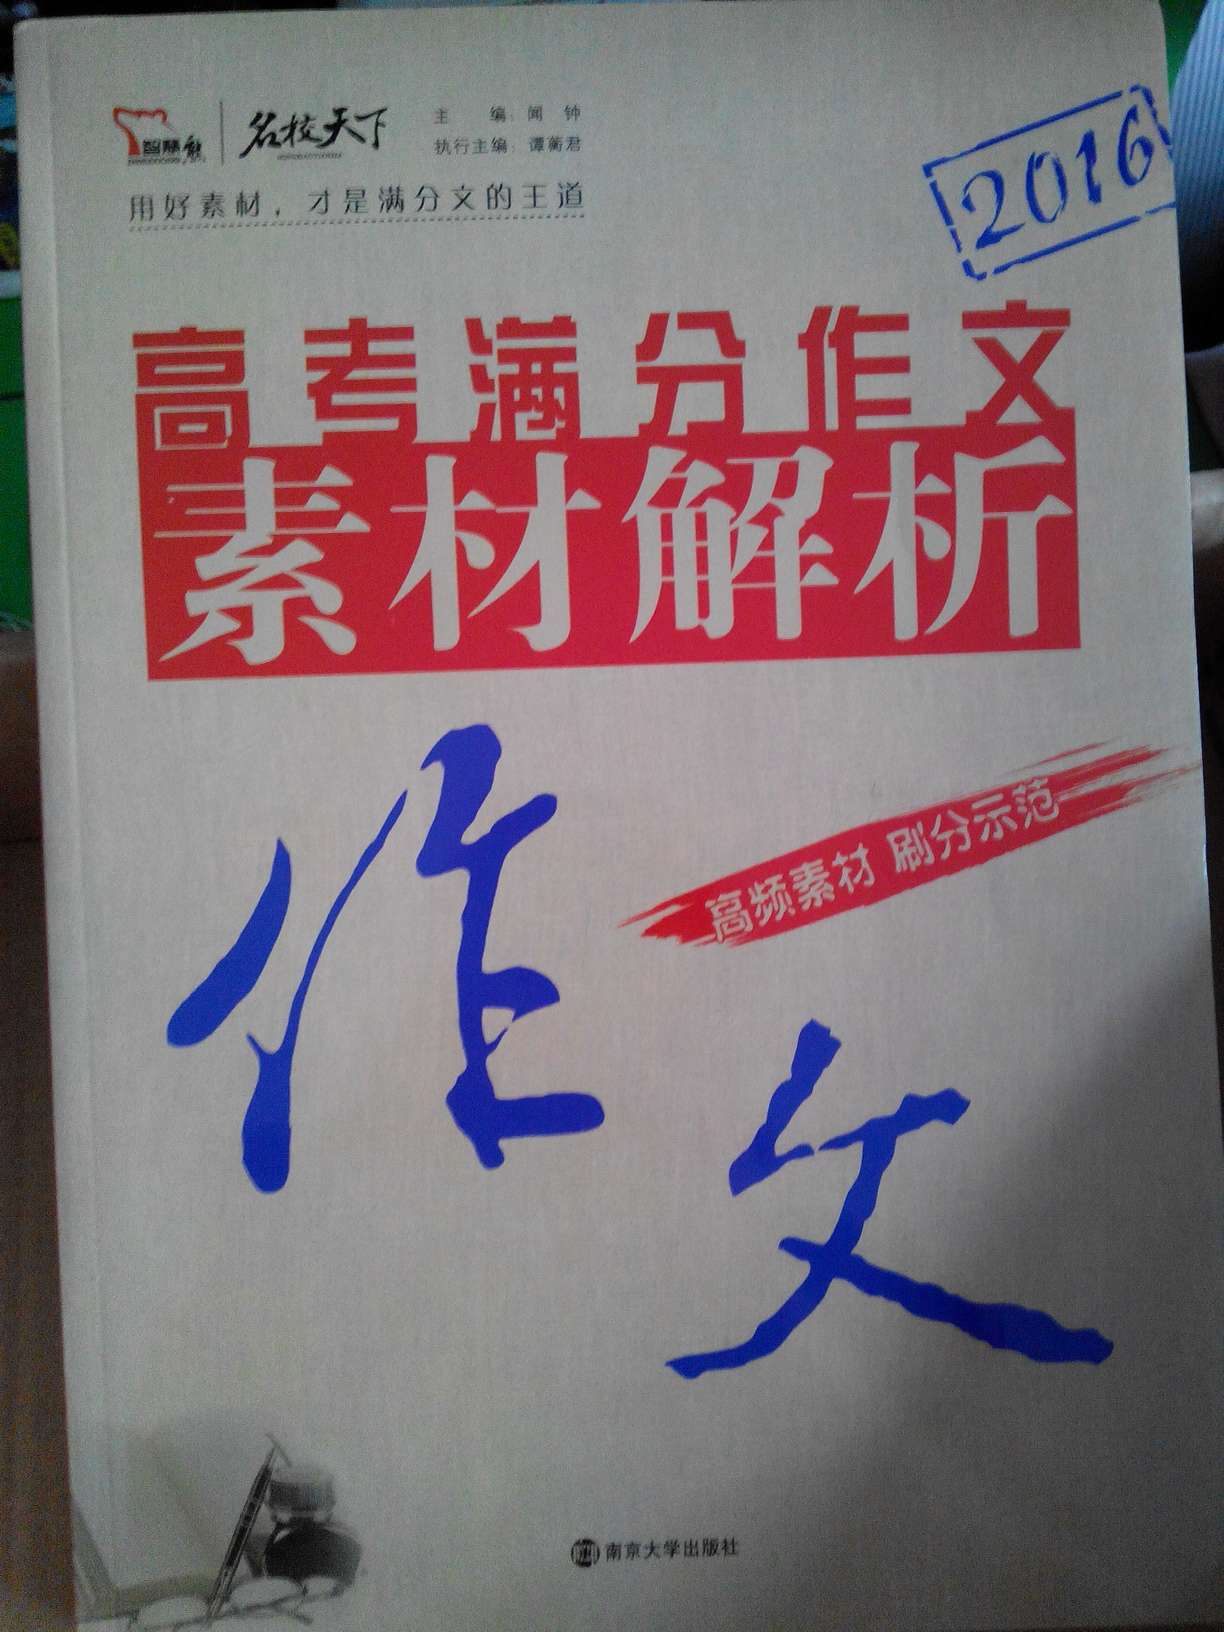 智慧熊
名校天下
主 编：闻 钟
执行主编：谭蘅君
用好素材，才是满分文的王道
2016
高考满分作文
素材解析
作
高频素材 刷分示范
文
南京大学出版社